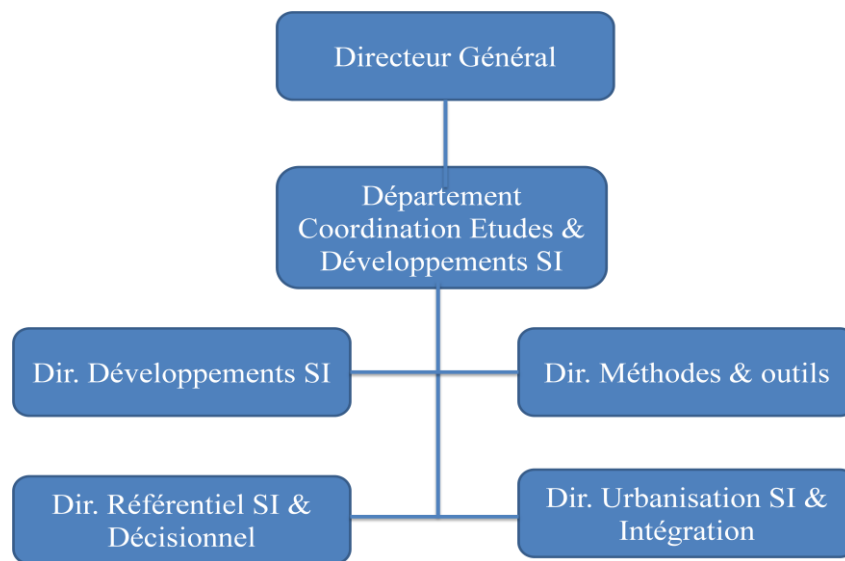 Directeur Général
Département
Coordination Etudes &
Développements SI
Dir. Développements SI
Dir. Méthodes & outils
Dir. Référentiel SI &
Décisionnel
Dir. Urbanisation SI &
Intégration